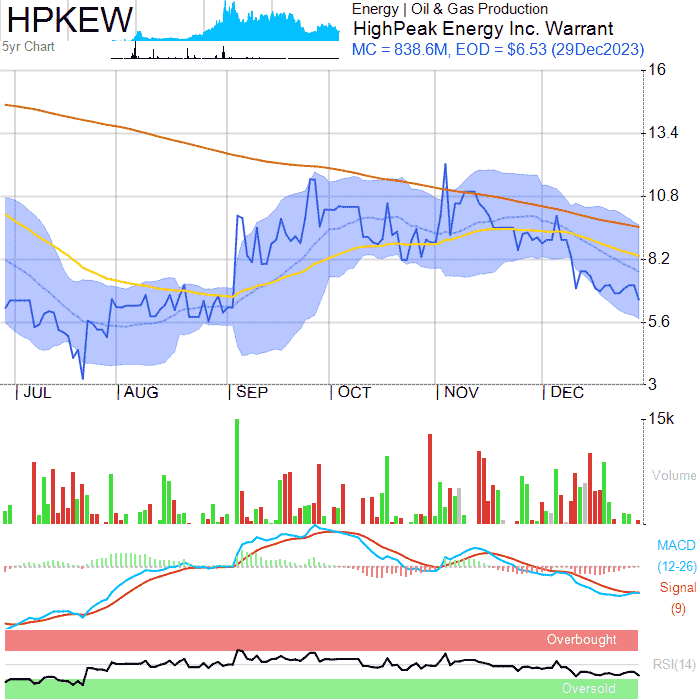 HPKEW
5yr Chart
Energy | Oil & Gas Production
HighPeak Energy Inc. Warrant
MC = 838.6M, EOD = $6.53 (29Dec2023)
16
13.4
10.8
8.2
5.6
3
JUL AUG SEP OCT NOV DEC
15k
Volume
MACD
(12-26)
Signal
(9)
Overbought
RSI(14)
Oversold